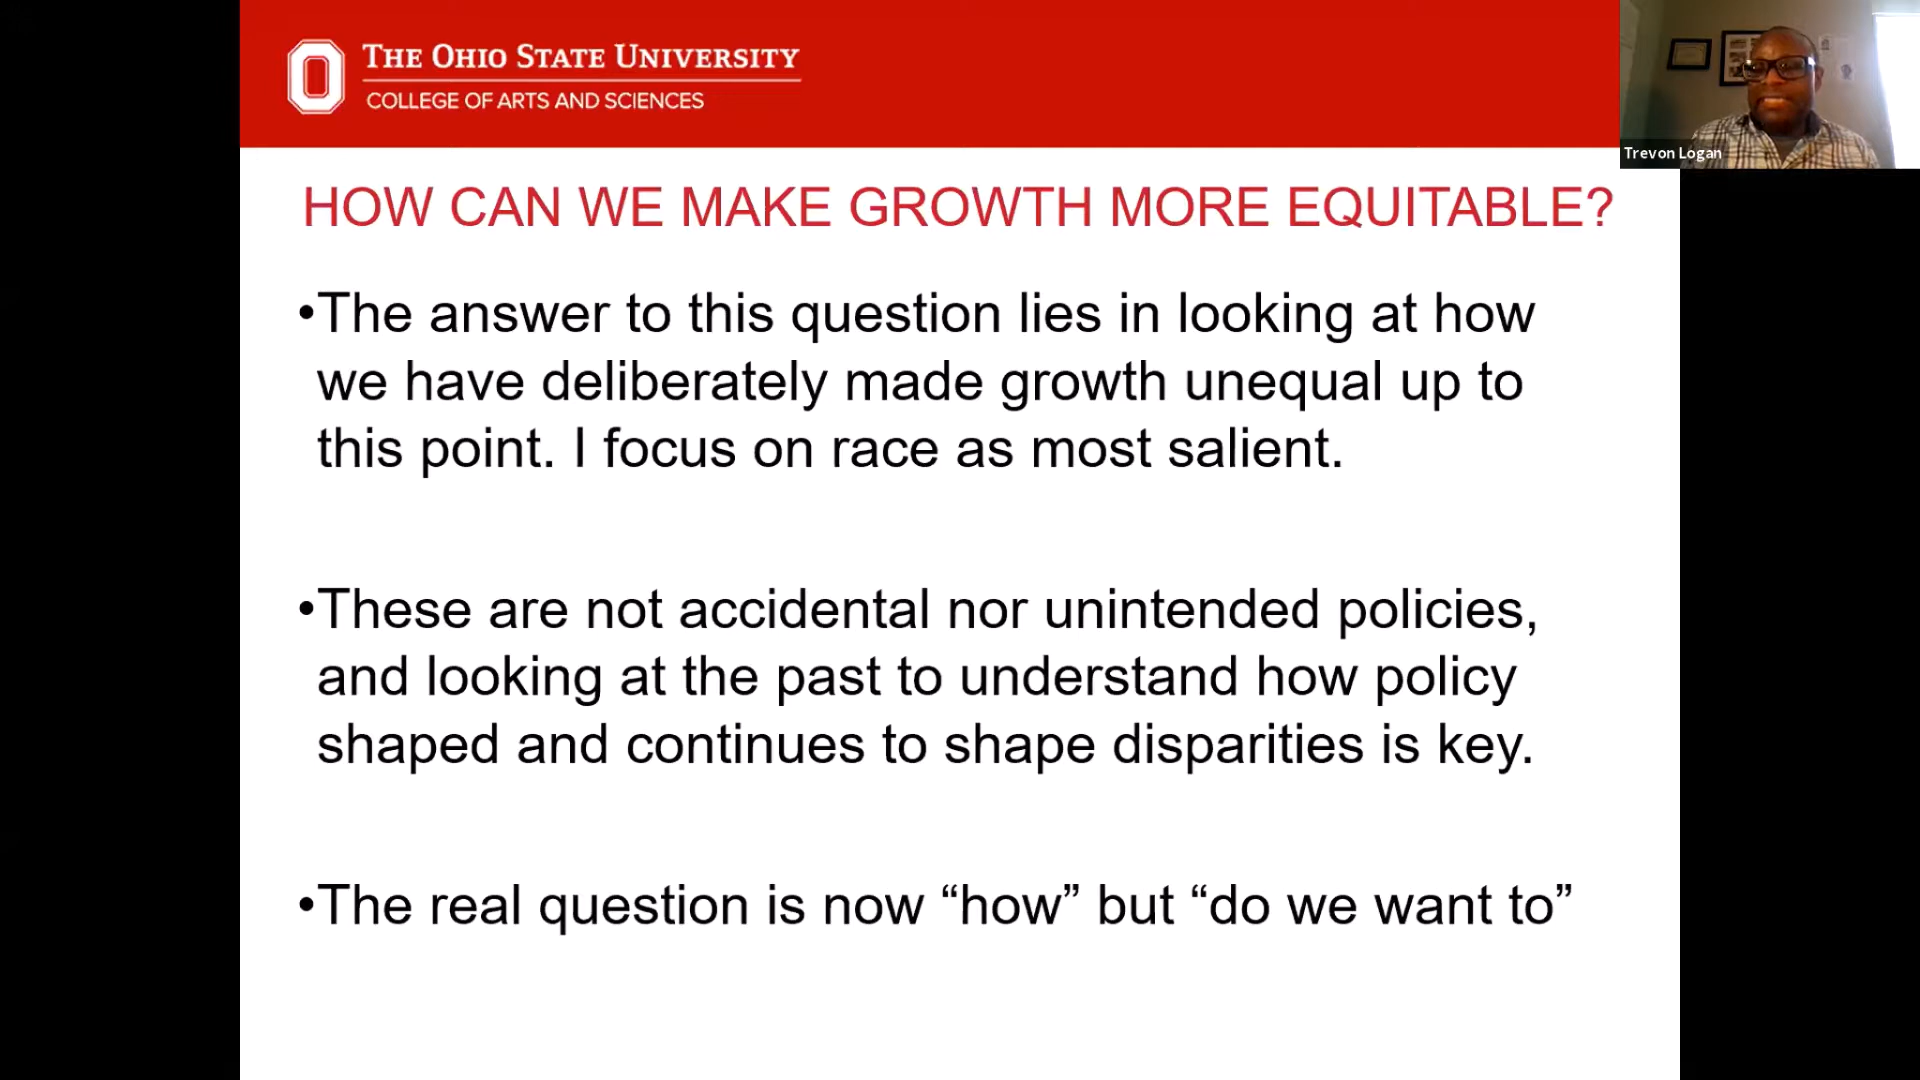 THE OHIO STATE UNIVERSITY
COLLEGE OF ARTS AND SCIENCES
Trevon Logan
HOW CAN WE MAKE GROWTH MORE EQUITABLE?
•The answer to this question lies in looking at how
we have deliberately made growth unequal up to
this point. I focus on race as most salient.
•These are not accidental nor unintended policies,
and looking at the past to understand how policy
shaped and continues to shape disparities is key.
•The real question is now “how” but “do we want to”